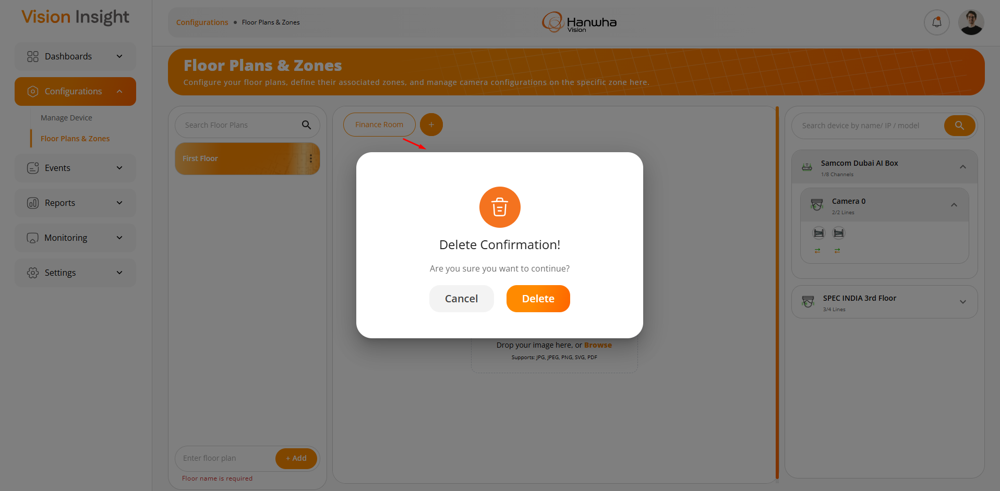 Vision Insight
Configurations • Floor Plans & Zones
Hanwha
Vision
Dashboards
Configurations
Manage Device
Floor Plans & Zones
Events
Reports
Monitoring
Settings
Floor Plans & Zones
Configure your floor plans, define their associated zones, and manage camera configurations on the specific zone here.
Search Floor Plans
First Floor
Enter floor plan
+ Add
Floor name is required
Finance Room
+
Delete Confirmation!
Are you sure you want to continue?
Cancel
Delete
Drop your image here, or Browse
Supports: JPG, JPEG, PNG, SVG, PDF
Search device by name/ IP / model
Samcom Dubai AI Box
1/8 Channels
Camera 0
2/2 Lines
SPEC INDIA 3rd Floor
3/4 Lines